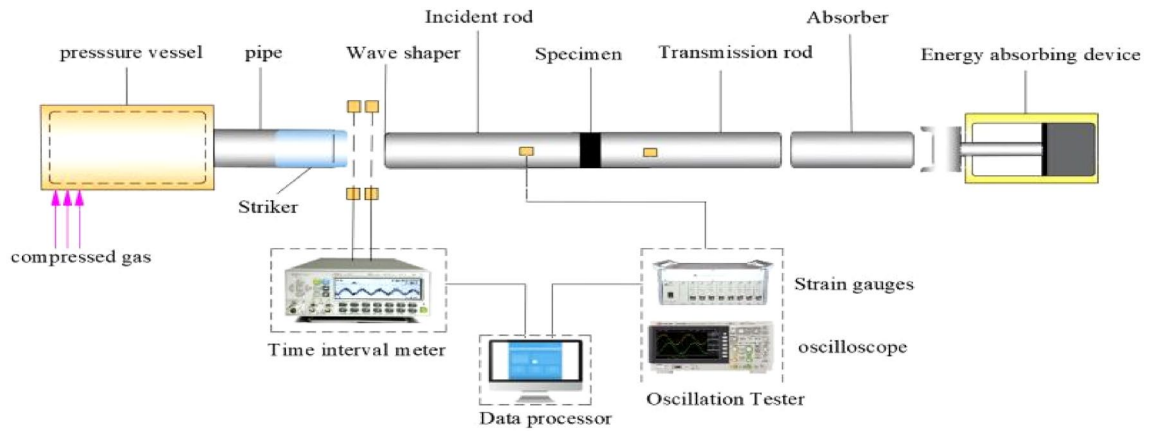 Incident rod
Absorber
presssure vessel
pipe
Wave shaper
Specimen
Transmission rod
Energy absorbing device
Striker
compressed gas
Strain gauges
Time interval meter
oscilloscope
Data processor
Oscillation Tester